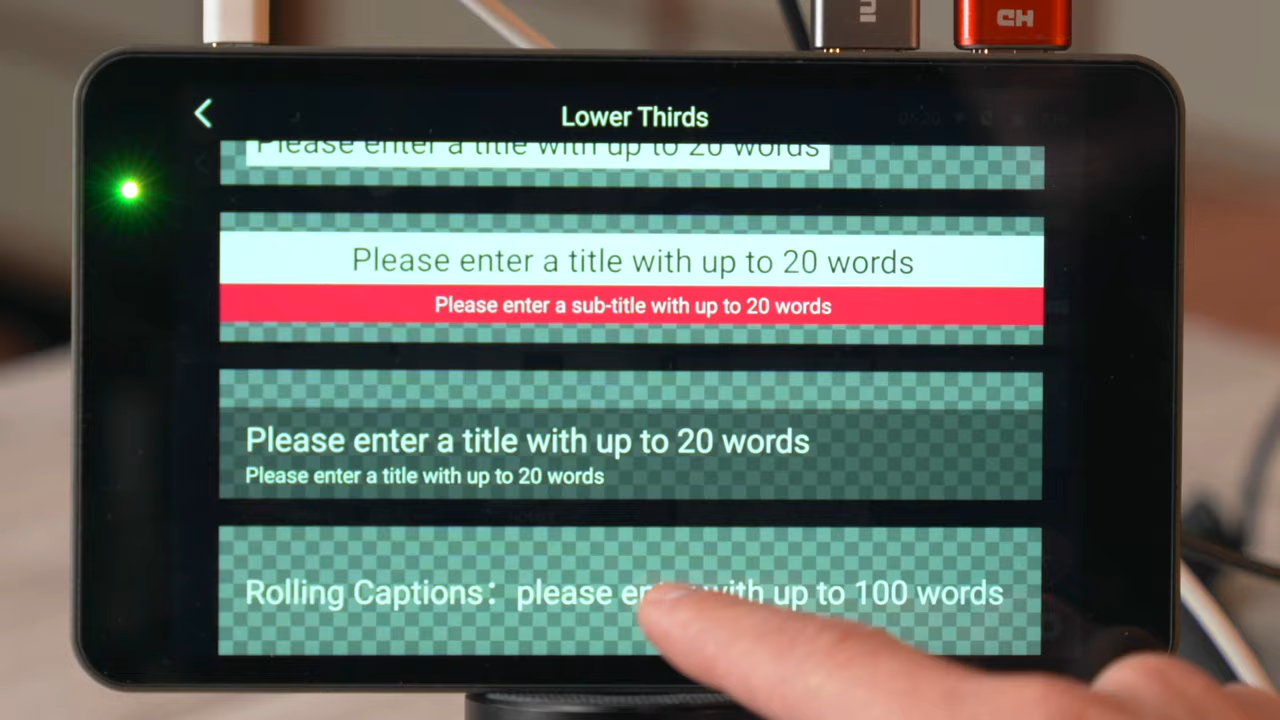 Lower Thirds
Please enter a title with up to 20 words
Please enter a title with up to 20 words
Please enter a sub-title with up to 20 words
Please enter a title with up to 20 words
Please enter a title with up to 20 words
Rolling Captions： please with up to 100 words